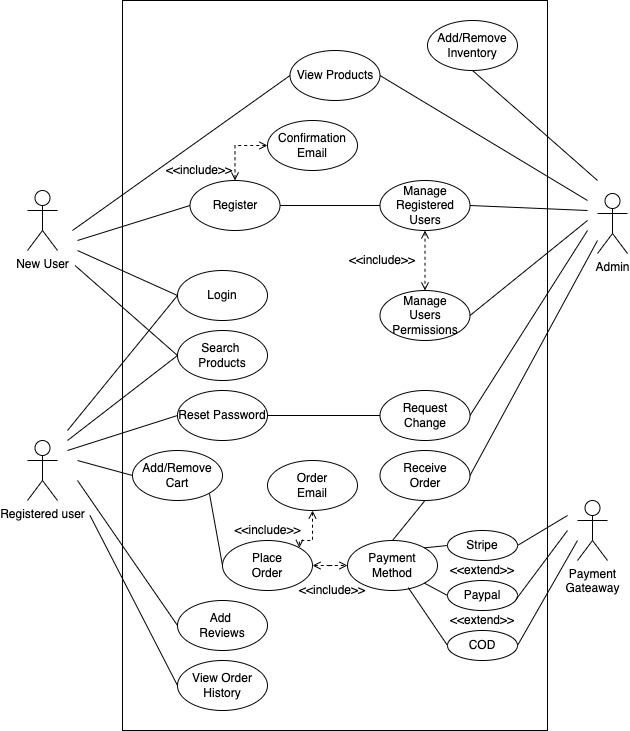 Add/Remove
Inventory
View Products
Confirmation
Email
<<include>>
Register
Manage
Registered
Users
New User
Admin
<<include>>
Login
Manage
Users
Permissions
Search
Products
Reset Password
Request
Change
Registered user
Add/Remove
Cart
Order
Email
Receive
Order
<<include>>
Place
Order
Payment
Method
Stripe
<<extend>>
<<include>>
Paypal
Payment
Gateaway
<<extend>>
Add
Reviews
COD
View Order
History